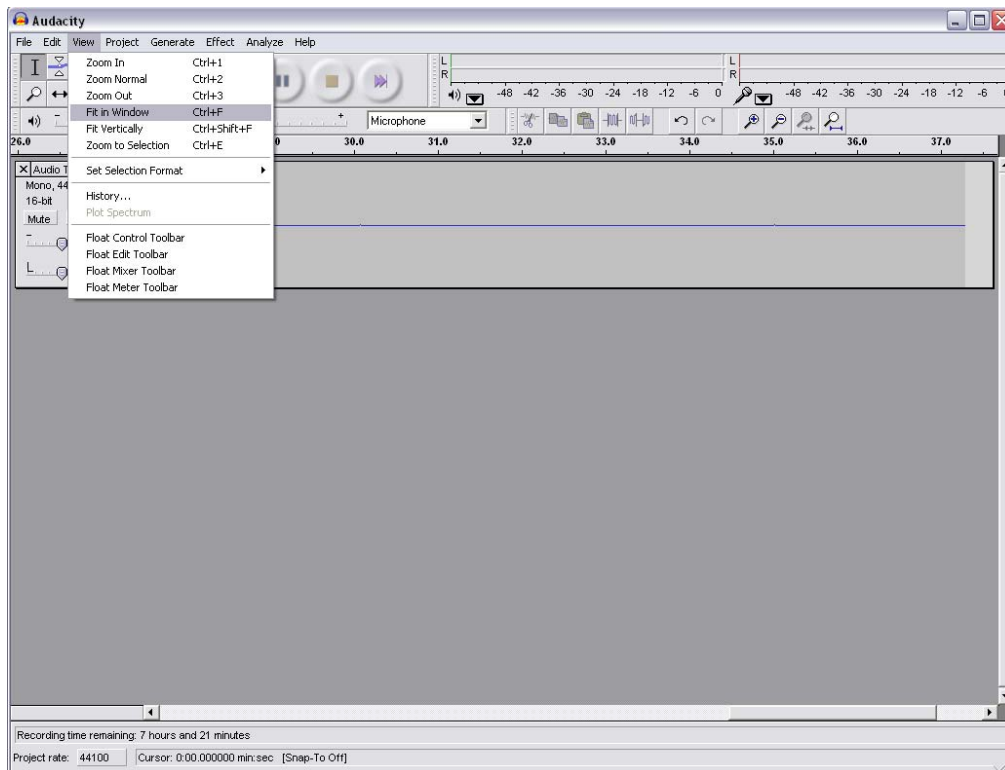 Audacity
File Edit View Project Generate Effect Analyze Help
Zoom In Ctrl+1
Zoom Normal Ctrl+2
Zoom Out Ctrl+3
Fit in Window Ctrl+F
Fit Vertically Ctrl+Shift+F
Zoom to Selection Ctrl+E
Set Selection Format
History...
Plot Spectrum
Float Control Toolbar
Float Edit Toolbar
Float Mixer Toolbar
Float Meter Toolbar
L
R
-48 -42 -36 -30 -24 -18 -12 -6 0
L
R
-48 -42 -36 -30 -24 -18 -12 -6
Microphone
26.0 30.0 31.0 32.0 33.0 34.0 35.0 36.0 37.0
X Audio T
Mono, 44
16-bit
Mute
- +
L
Recording time remaining: 7 hours and 21 minutes
Project rate: 44100 Cursor: 0:00.000000 min:sec [Snap-To Off]